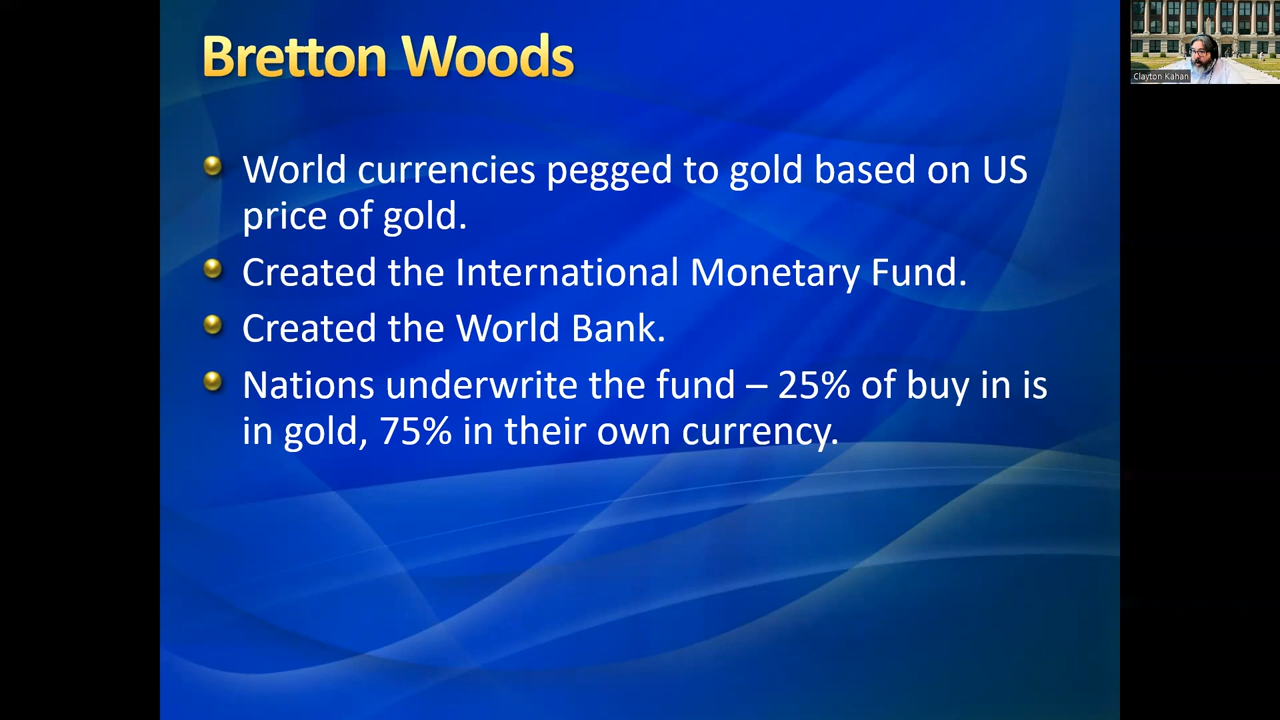 Bretton Woods
World currencies pegged to gold based on US
price of gold.
Created the International Monetary Fund.
Created the World Bank.
Nations underwrite the fund – 25% of buy in is
in gold, 75% in their own currency.
Clayton Kahan